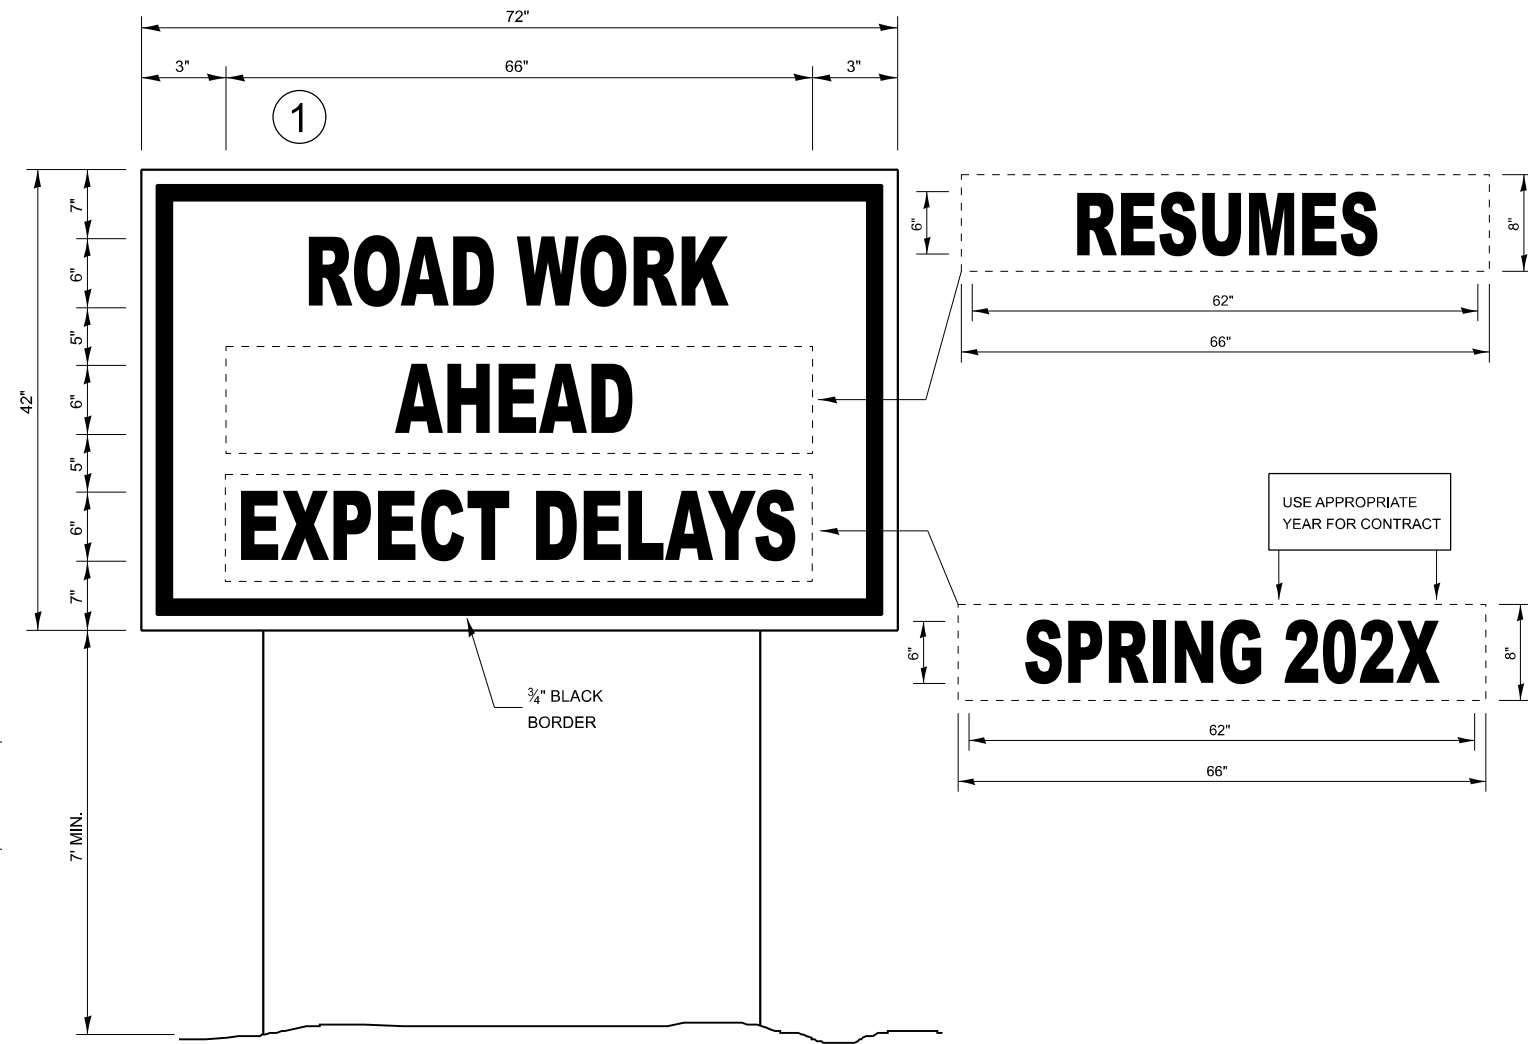 72"
3" 66" 3"
1
7"
6"
5"
6"
5"
6"
7"
42"
7' MIN.
ROAD WORK
AHEAD
EXPECT DELAYS
¾" BLACK
BORDER
RESUMES
6"
8"
62"
66"
USE APPROPRIATE
YEAR FOR CONTRACT
SPRING 202X
6"
8"
62"
66"